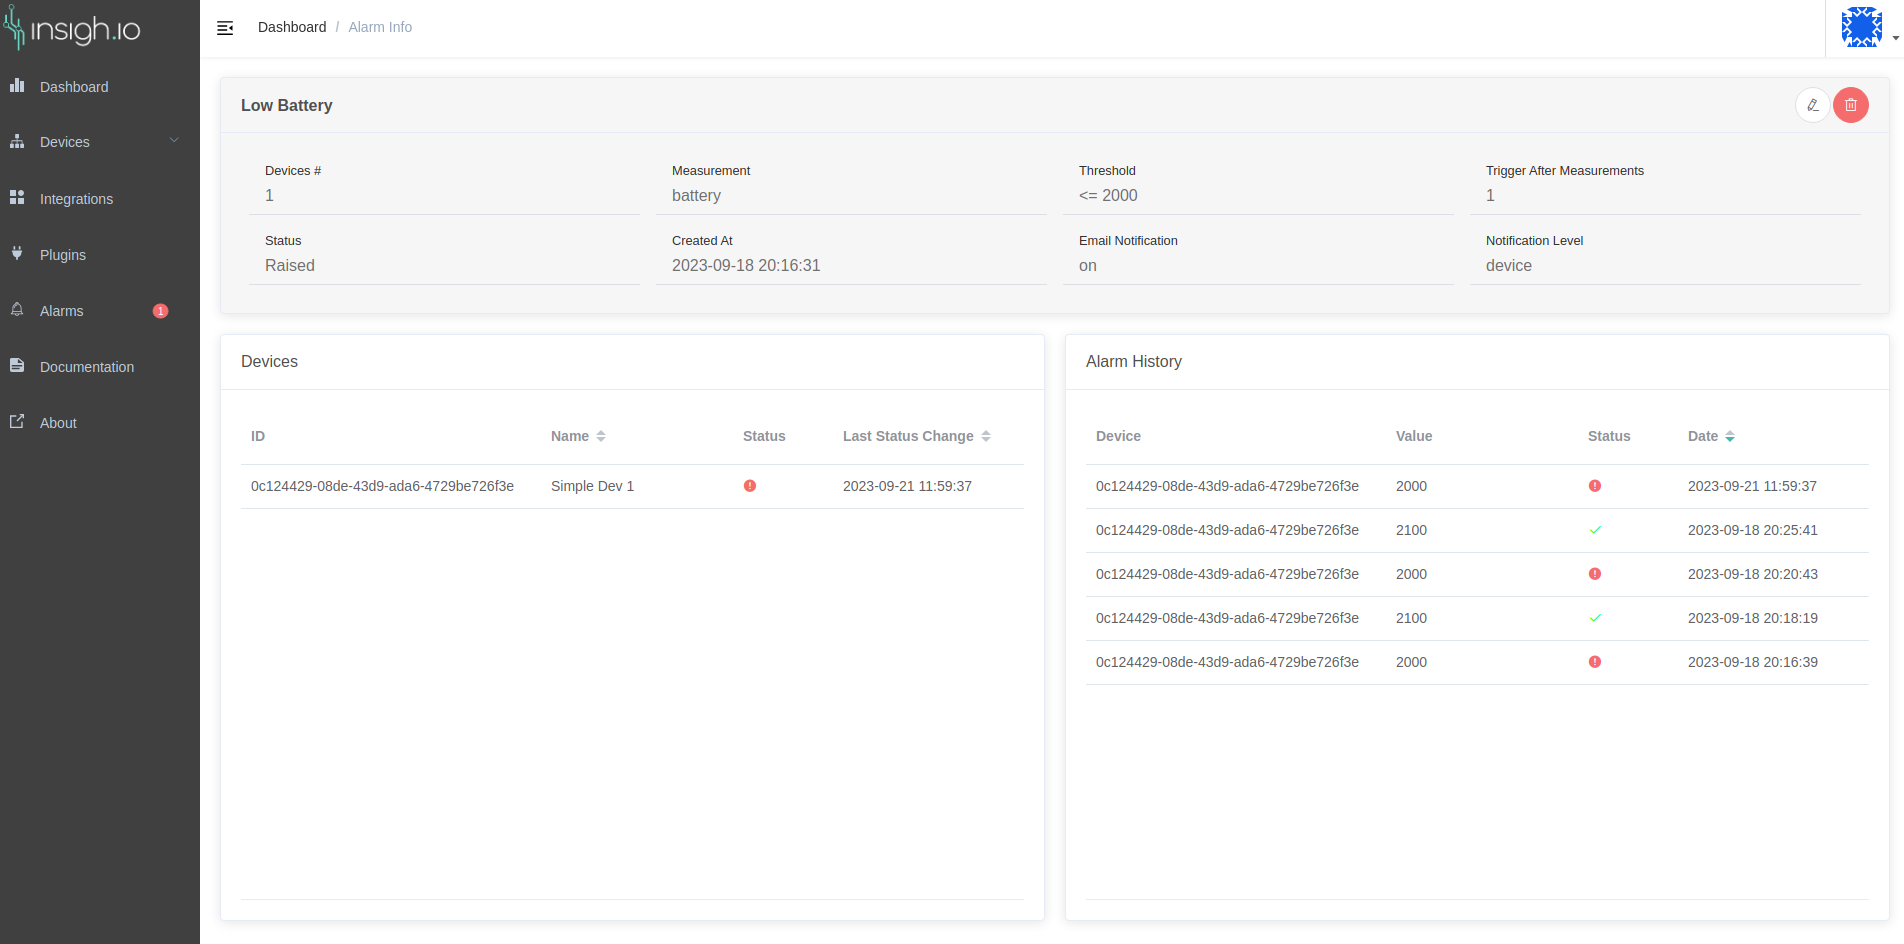 insigh.io
Dashboard / Alarm Info
Dashboard
Devices
Integrations
Plugins
Alarms 1
Documentation
About
Low Battery
Devices # Measurement Threshold Trigger After Measurements
1 battery <= 2000 1
Status Created At Email Notification Notification Level
Raised 2023-09-18 20:16:31 on device
Devices
ID Name Status Last Status Change
0c124429-08de-43d9-ada6-4729be726f3e Simple Dev 1 2023-09-21 11:59:37
Alarm History
Device Value Status Date
0c124429-08de-43d9-ada6-4729be726f3e 2000 2023-09-21 11:59:37
0c124429-08de-43d9-ada6-4729be726f3e 2100 2023-09-18 20:25:41
0c124429-08de-43d9-ada6-4729be726f3e 2000 2023-09-18 20:20:43
0c124429-08de-43d9-ada6-4729be726f3e 2100 2023-09-18 20:18:19
0c124429-08de-43d9-ada6-4729be726f3e 2000 2023-09-18 20:16:39